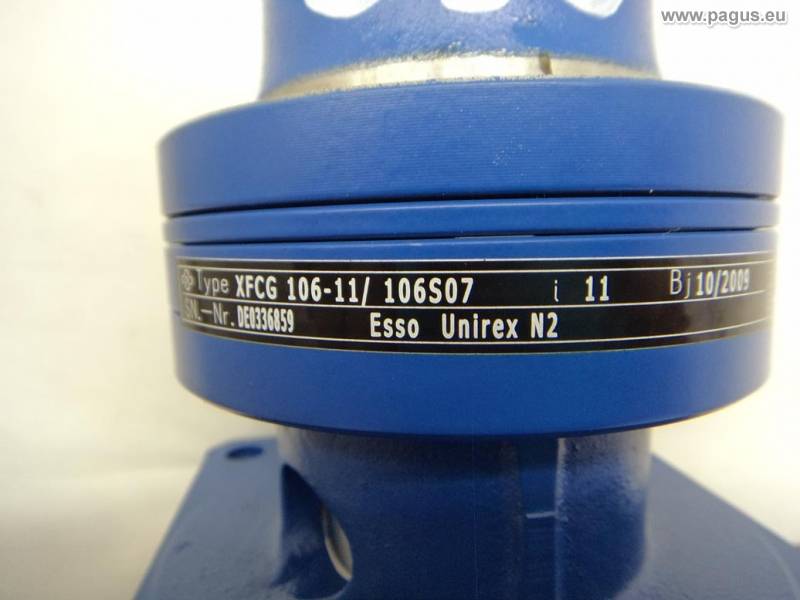 www.pagus.eu
Type XFCG 106-11/ 106S07 i 11 Bj 10/2009
SN.-Nr. DE0336859 Esso Unirex N2